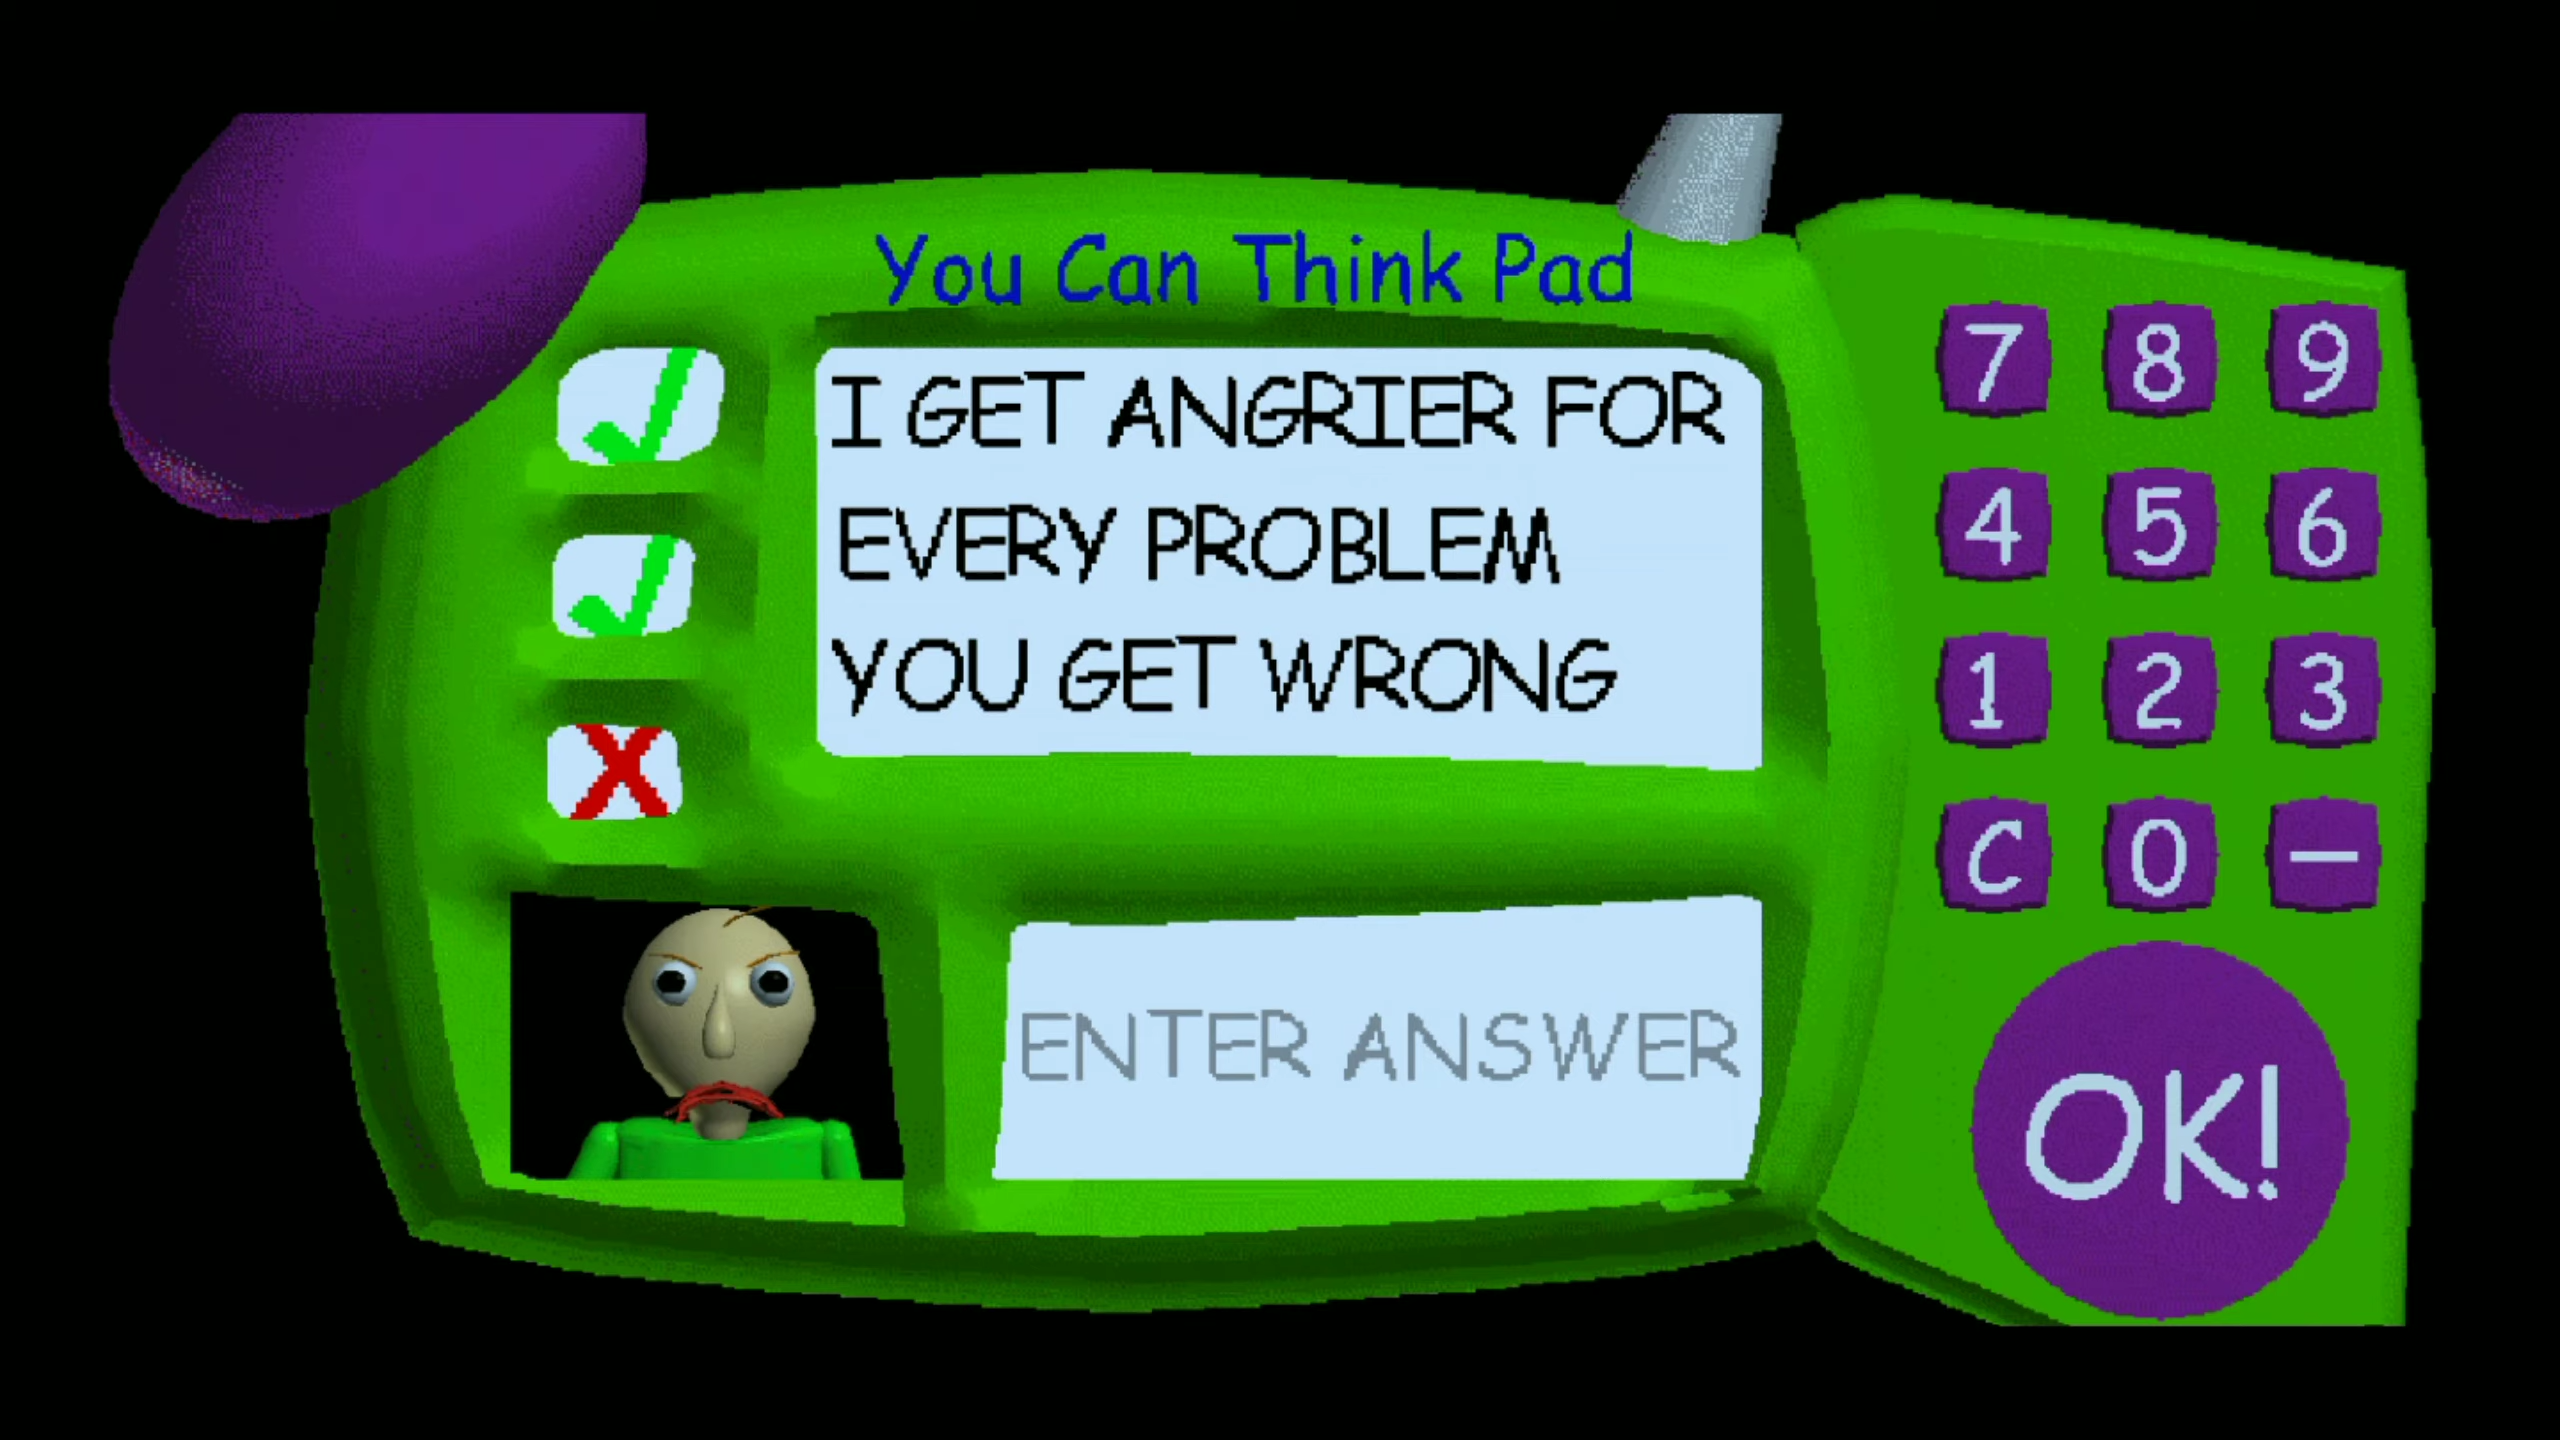 You Can Think Pad
I GET ANGRIER FOR
EVERY PROBLEM
YOU GET WRONG
ENTER ANSWER
7 8 9
4 5 6
1 2 3
C 0 -
OK!